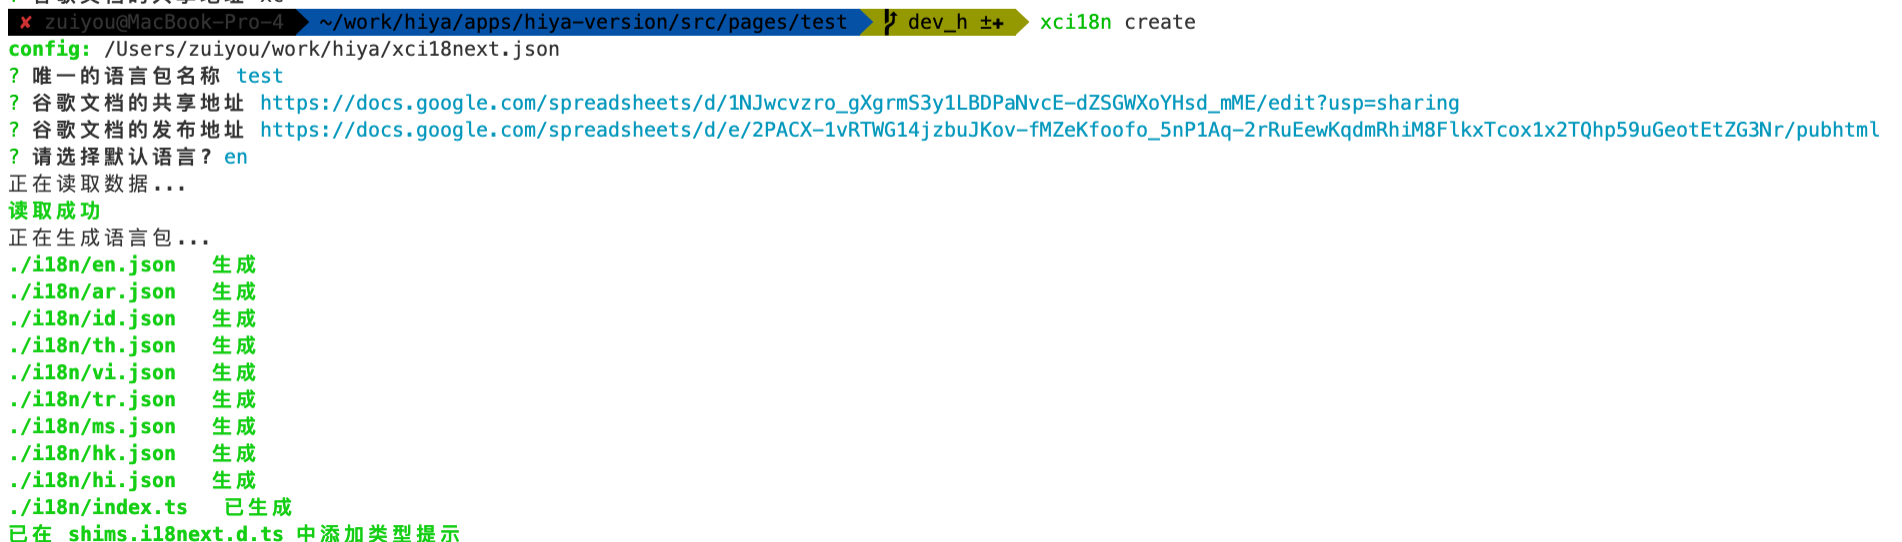 ✘ zuiyou@MacBook-Pro-4 ~/work/hiya/apps/hiya-version/src/pages/test dev_h ±✚ xci18n create
config: /Users/zuiyou/work/hiya/xci18next.json
? 唯一的语言包名称 test
? 谷歌文档的共享地址 https://docs.google.com/spreadsheets/d/1NJwcvzro_gXgrmS3y1LBDPaNvcE-dZSGWXoYHsd_mME/edit?usp=sharing
? 谷歌文档的发布地址 https://docs.google.com/spreadsheets/d/e/2PACX-1vRTWG14jzbuJKov-fMZeKfoofo_5nP1Aq-2rRuEewKqdmRhiM8FlkxTcox1x2TQhp59uGeotEtZG3Nr/pubhtml
? 请选择默认语言? en
正在读取数据...
读取成功
正在生成语言包...
./i18n/en.json 生成
./i18n/ar.json 生成
./i18n/id.json 生成
./i18n/th.json 生成
./i18n/vi.json 生成
./i18n/tr.json 生成
./i18n/ms.json 生成
./i18n/hk.json 生成
./i18n/hi.json 生成
./i18n/index.ts 已生成
已在 shims.i18next.d.ts 中添加类型提示